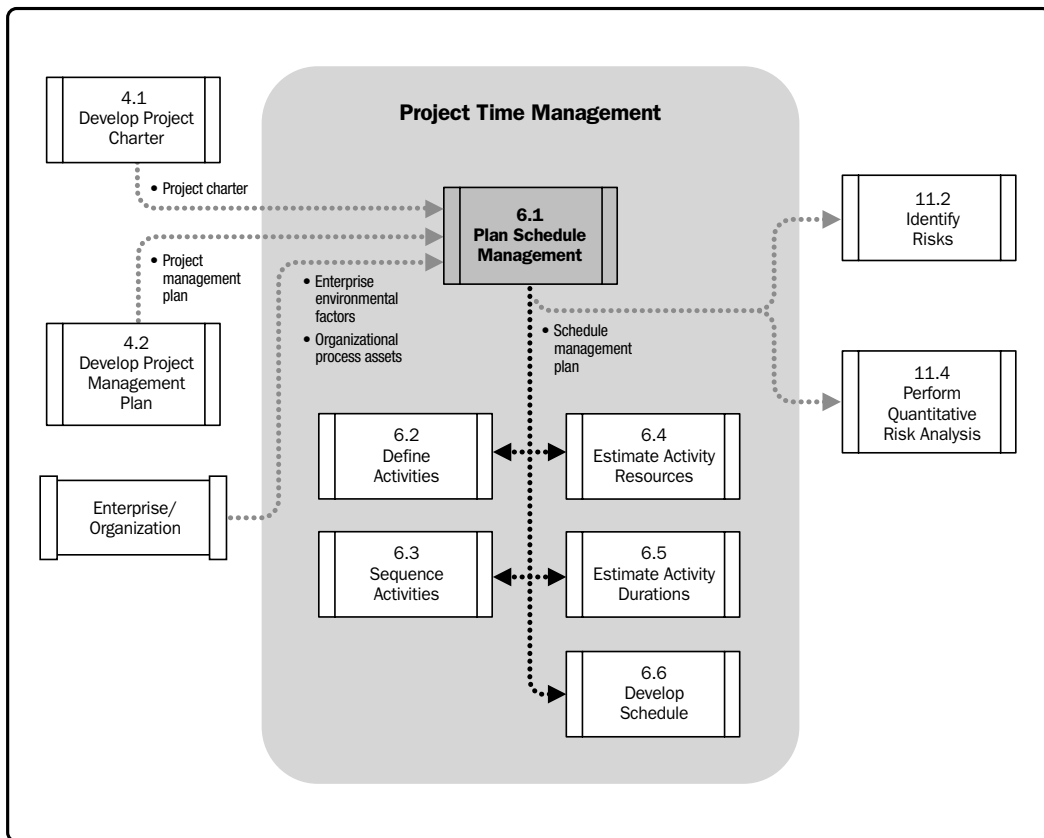 Project Time Management
4.1
Develop Project
Charter
• Project charter
6.1
Plan Schedule
Management
11.2
Identify
Risks
• Project
management
plan
• Enterprise
environmental
factors
• Organizational
process assets
• Schedule
management
plan
4.2
Develop Project
Management
Plan
11.4
Perform
Quantitative
Risk Analysis
6.2
Define
Activities
6.4
Estimate Activity
Resources
Enterprise/
Organization
6.3
Sequence
Activities
6.5
Estimate Activity
Durations
6.6
Develop
Schedule